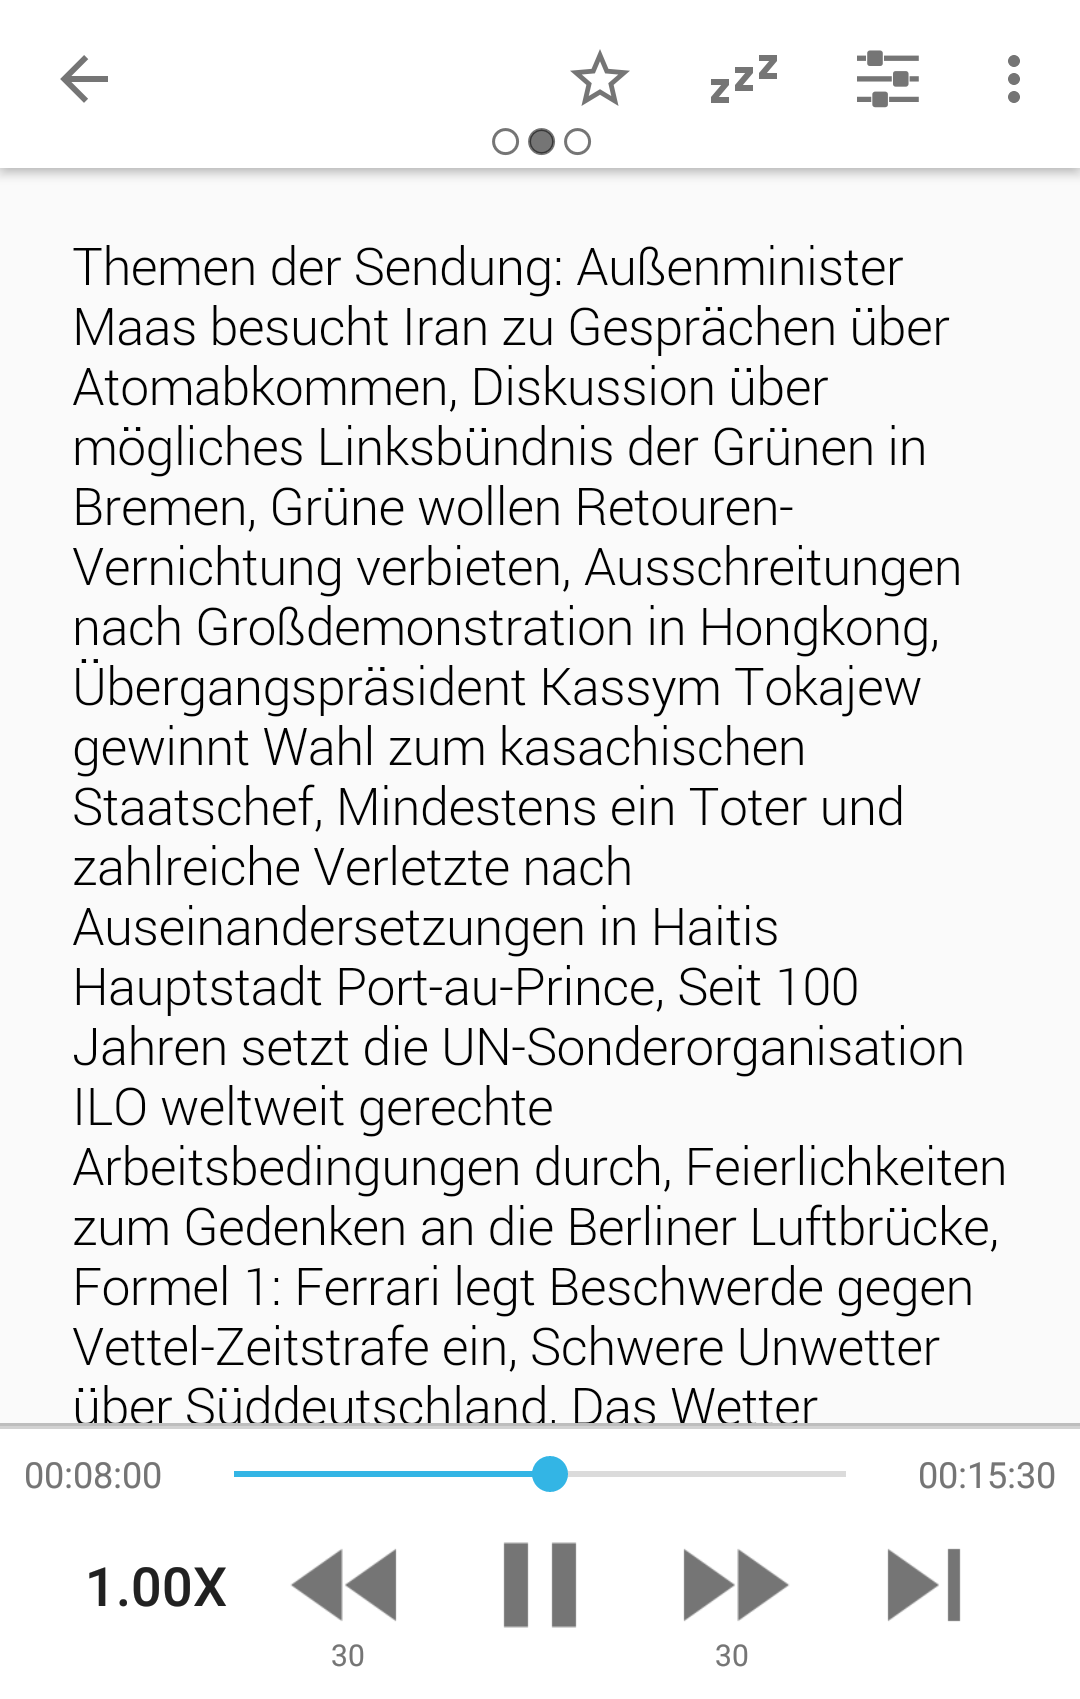 zzz
Themen der Sendung: Außenminister
Maas besucht Iran zu Gesprächen über
Atomabkommen, Diskussion über
mögliches Linksbündnis der Grünen in
Bremen, Grüne wollen Retouren-
Vernichtung verbieten, Ausschreitungen
nach Großdemonstration in Hongkong,
Übergangspräsident Kassym Tokajew
gewinnt Wahl zum kasachischen
Staatschef, Mindestens ein Toter und
zahlreiche Verletzte nach
Auseinandersetzungen in Haitis
Hauptstadt Port-au-Prince, Seit 100
Jahren setzt die UN-Sonderorganisation
ILO weltweit gerechte
Arbeitsbedingungen durch, Feierlichkeiten
zum Gedenken an die Berliner Luftbrücke,
Formel 1: Ferrari legt Beschwerde gegen
Vettel-Zeitstrafe ein, Schwere Unwetter
über Süddeutschland, Das Wetter
00:08:00 00:15:30
1.00X
30 30